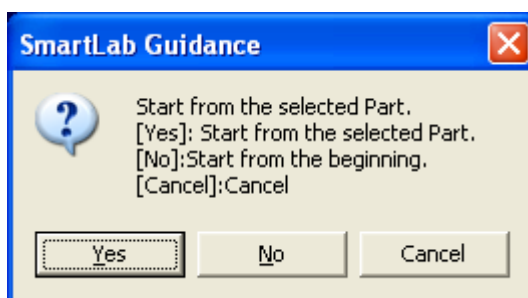 SmartLab Guidance
Start from the selected Part.
[Yes]: Start from the selected Part.
[No]:Start from the beginning.
[Cancel]:Cancel
Yes
No
Cancel